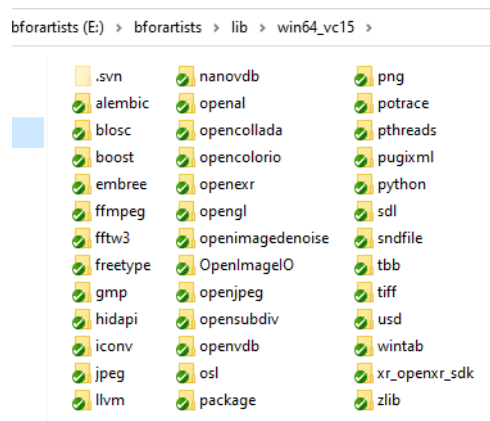 bforartists (E:) > bforartists > lib > win64_vc15 >
.svn
alembic
blosc
boost
embree
ffmpeg
fftw3
freetype
gmp
hidapi
iconv
jpeg
llvm
nanovdb
openal
opencollada
opencolorio
openexr
opengl
openimagedenoise
OpenImageIO
openjpeg
opensubdiv
openvdb
osl
package
png
potrace
pthreads
pugixml
python
sdl
sndfile
tbb
tiff
usd
wintab
xr_openxr_sdk
zlib